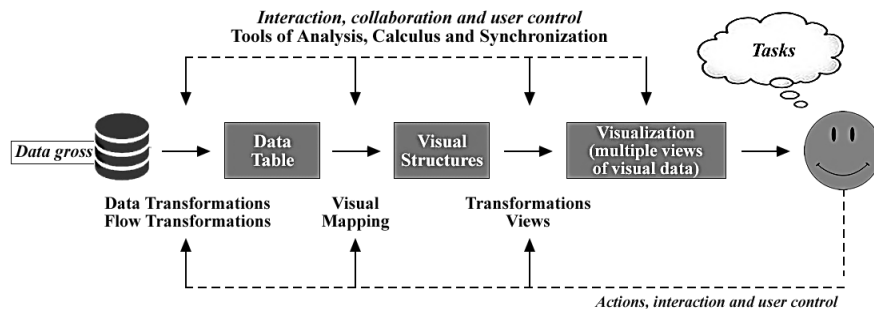 Interaction, collaboration and user control
Tools of Analysis, Calculus and Synchronization
Tasks
Data gross
Data
Table
Visual
Structures
Visualization
(multiple views
of visual data)
Data Transformations
Flow Transformations
Visual
Mapping
Transformations
Views
Actions, interaction and user control